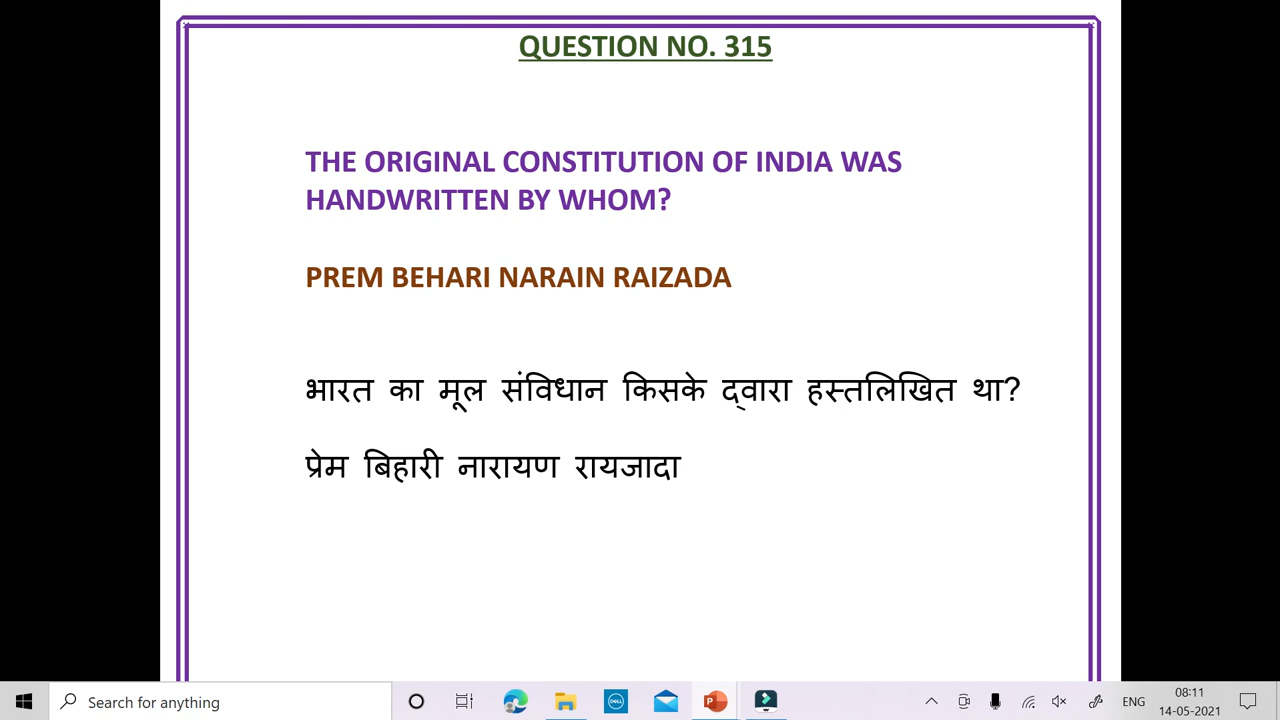 QUESTION NO. 315
THE ORIGINAL CONSTITUTION OF INDIA WAS
HANDWRITTEN BY WHOM?
PREM BEHARI NARAIN RAIZADA
भारत का मूल संविधान किसके द्वारा हस्तलिखित था?
प्रेम बिहारी नारायण रायजादा
Search for anything
DELL
ENG
08:11
14-05-2021